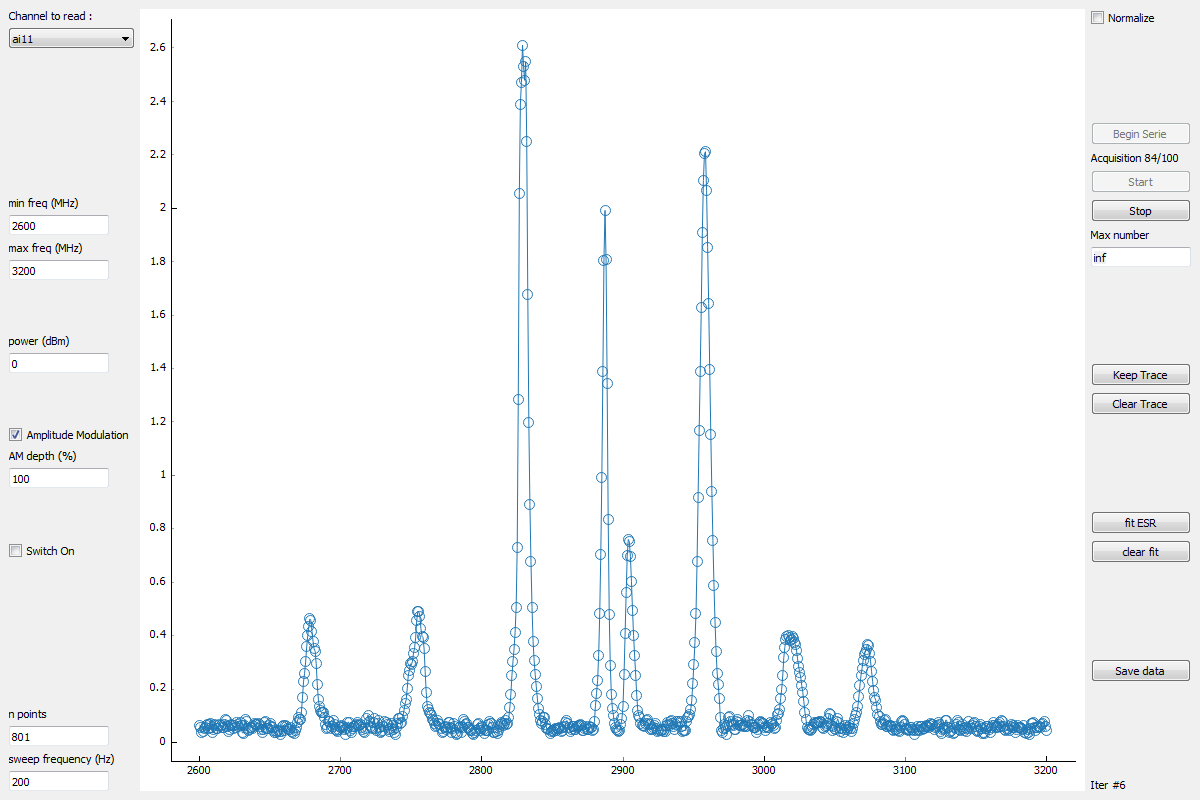 Channel to read :
ai11
min freq (MHz)
2600
max freq (MHz)
3200
power (dBm)
0
Amplitude Modulation
AM depth (%)
100
Switch On
n points
801
sweep frequency (Hz)
200
2.6
2.4
2.2
2
1.8
1.6
1.4
1.2
1
0.8
0.6
0.4
0.2
0
2600 2700 2800 2900 3000 3100 3200
Normalize
Begin Serie
Acquisition 84/100
Start
Stop
Max number
inf
Keep Trace
Clear Trace
fit ESR
clear fit
Save data
Iter #6